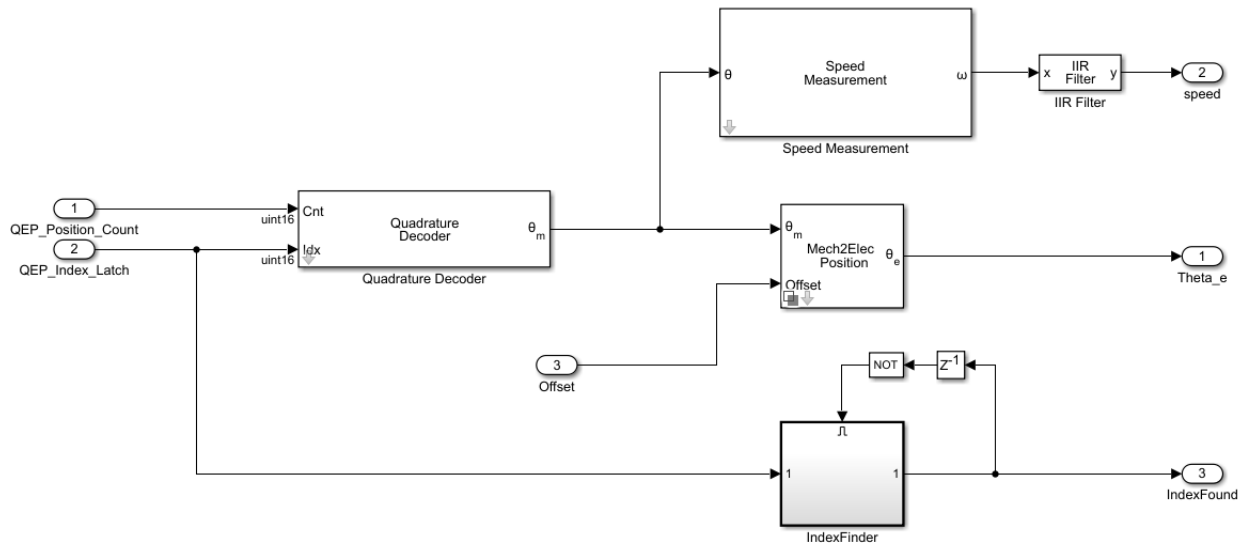 Speed
Measurement
θ
ω
Speed Measurement
x
IIR
Filter
y
IIR Filter
2
speed
1
QEP_Position_Count
2
QEP_Index_Latch
uint16
uint16
Cnt
Idx
Quadrature
Decoder
θm
Quadrature Decoder
θm
Mech2Elec
Position
θe
Offset
1
Theta_e
3
Offset
NOT
Z-1
1
1
IndexFinder
3
IndexFound